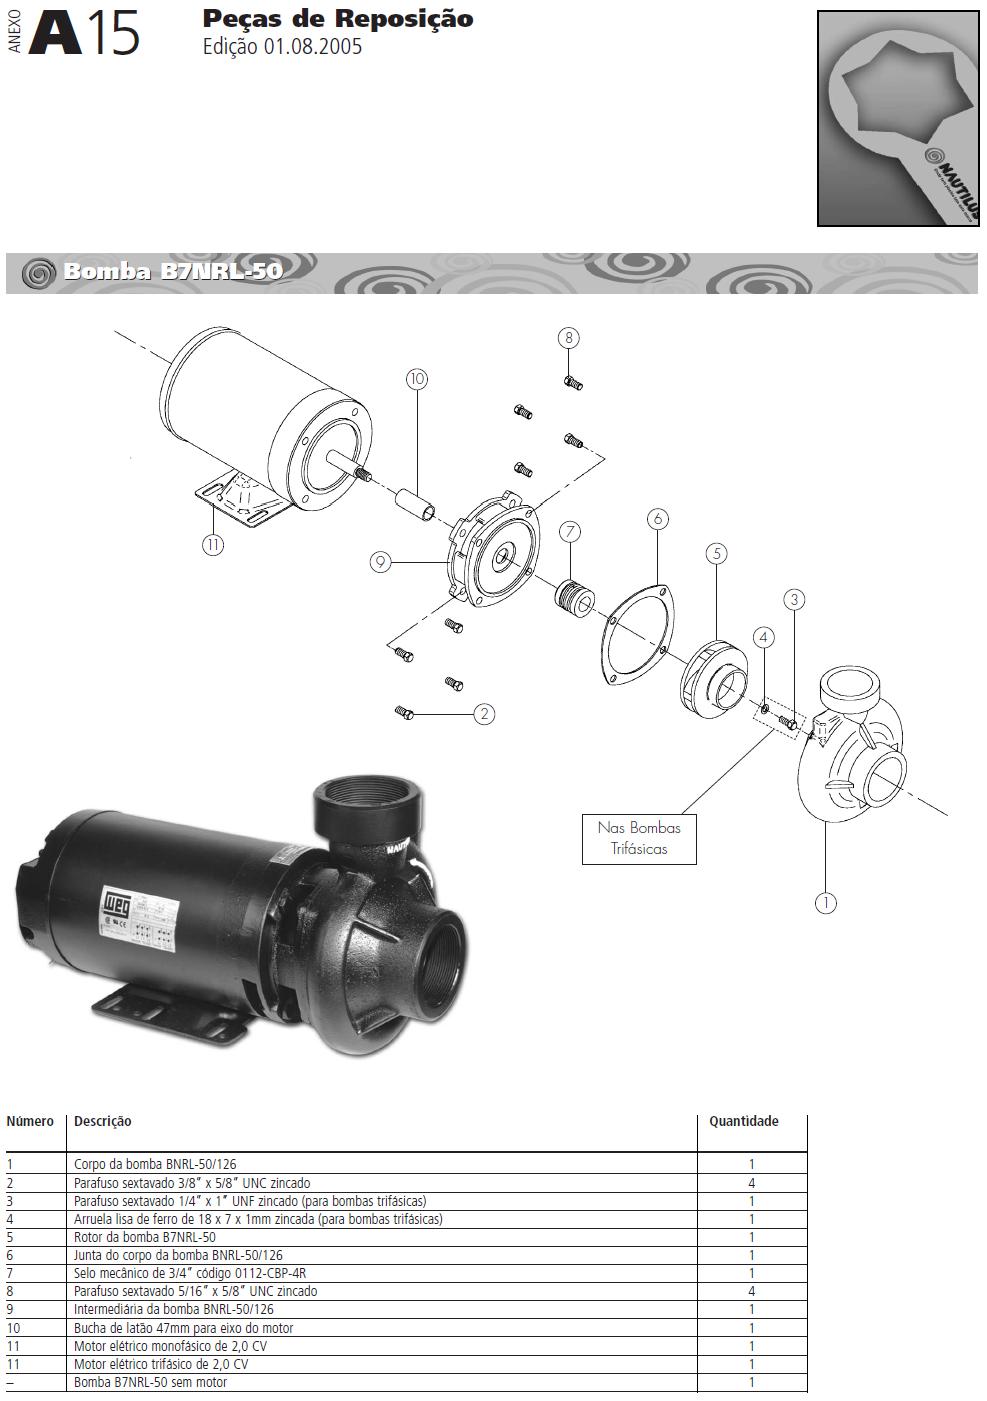 ANEXO
A15
Peças de Reposição
Edição 01.08.2005
NAUTILUS
Bomba B7NRL-50
8
10
11
9
7
6
5
3
4
2
Nas Bombas
Trifásicas
1
NAUTILUS
WEG
Número Descrição Quantidade
1 Corpo da bomba BNRL-50/126 1
2 Parafuso sextavado 3/8” x 5/8” UNC zincado 4
3 Parafuso sextavado 1/4” x 1” UNF zincado (para bombas trifásicas) 1
4 Arruela lisa de ferro de 18 x 7 x 1mm zincada (para bombas trifásicas) 1
5 Rotor da bomba B7NRL-50 1
6 Junta do corpo da bomba BNRL-50/126 1
7 Selo mecânico de 3/4” código 0112-CBP-4R 1
8 Parafuso sextavado 5/16” x 5/8” UNC zincado 4
9 Intermediária da bomba BNRL-50/126 1
10 Bucha de latão 47mm para eixo do motor 1
11 Motor elétrico monofásico de 2,0 CV 1
11 Motor elétrico trifásico de 2,0 CV 1
– Bomba B7NRL-50 sem motor 1